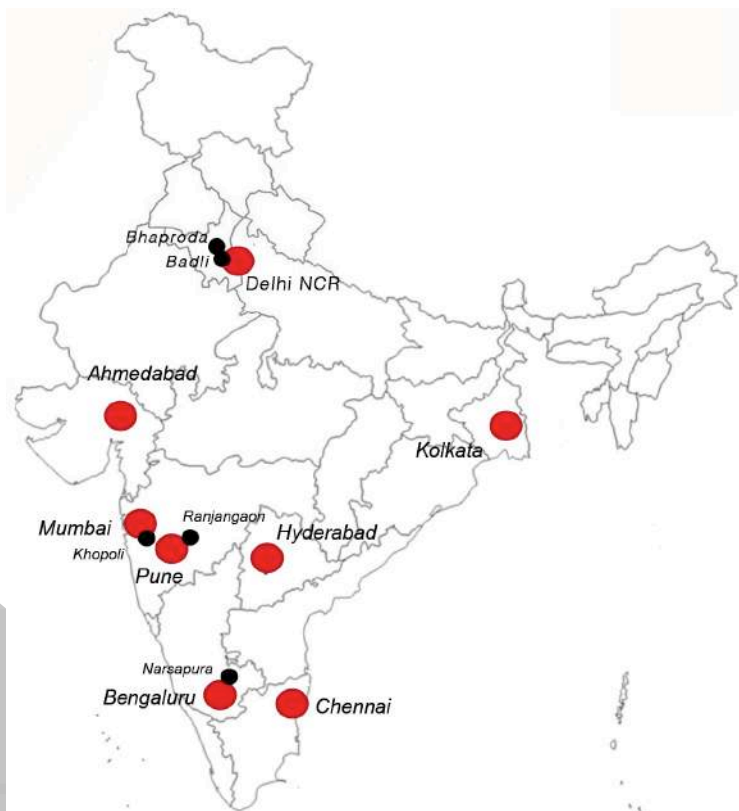 Bhaproda
Badli
Delhi NCR
Ahmedabad
Kolkata
Ranjangaon
Mumbai
Hyderabad
Khopoli
Pune
Narsapura
Bengaluru
Chennai